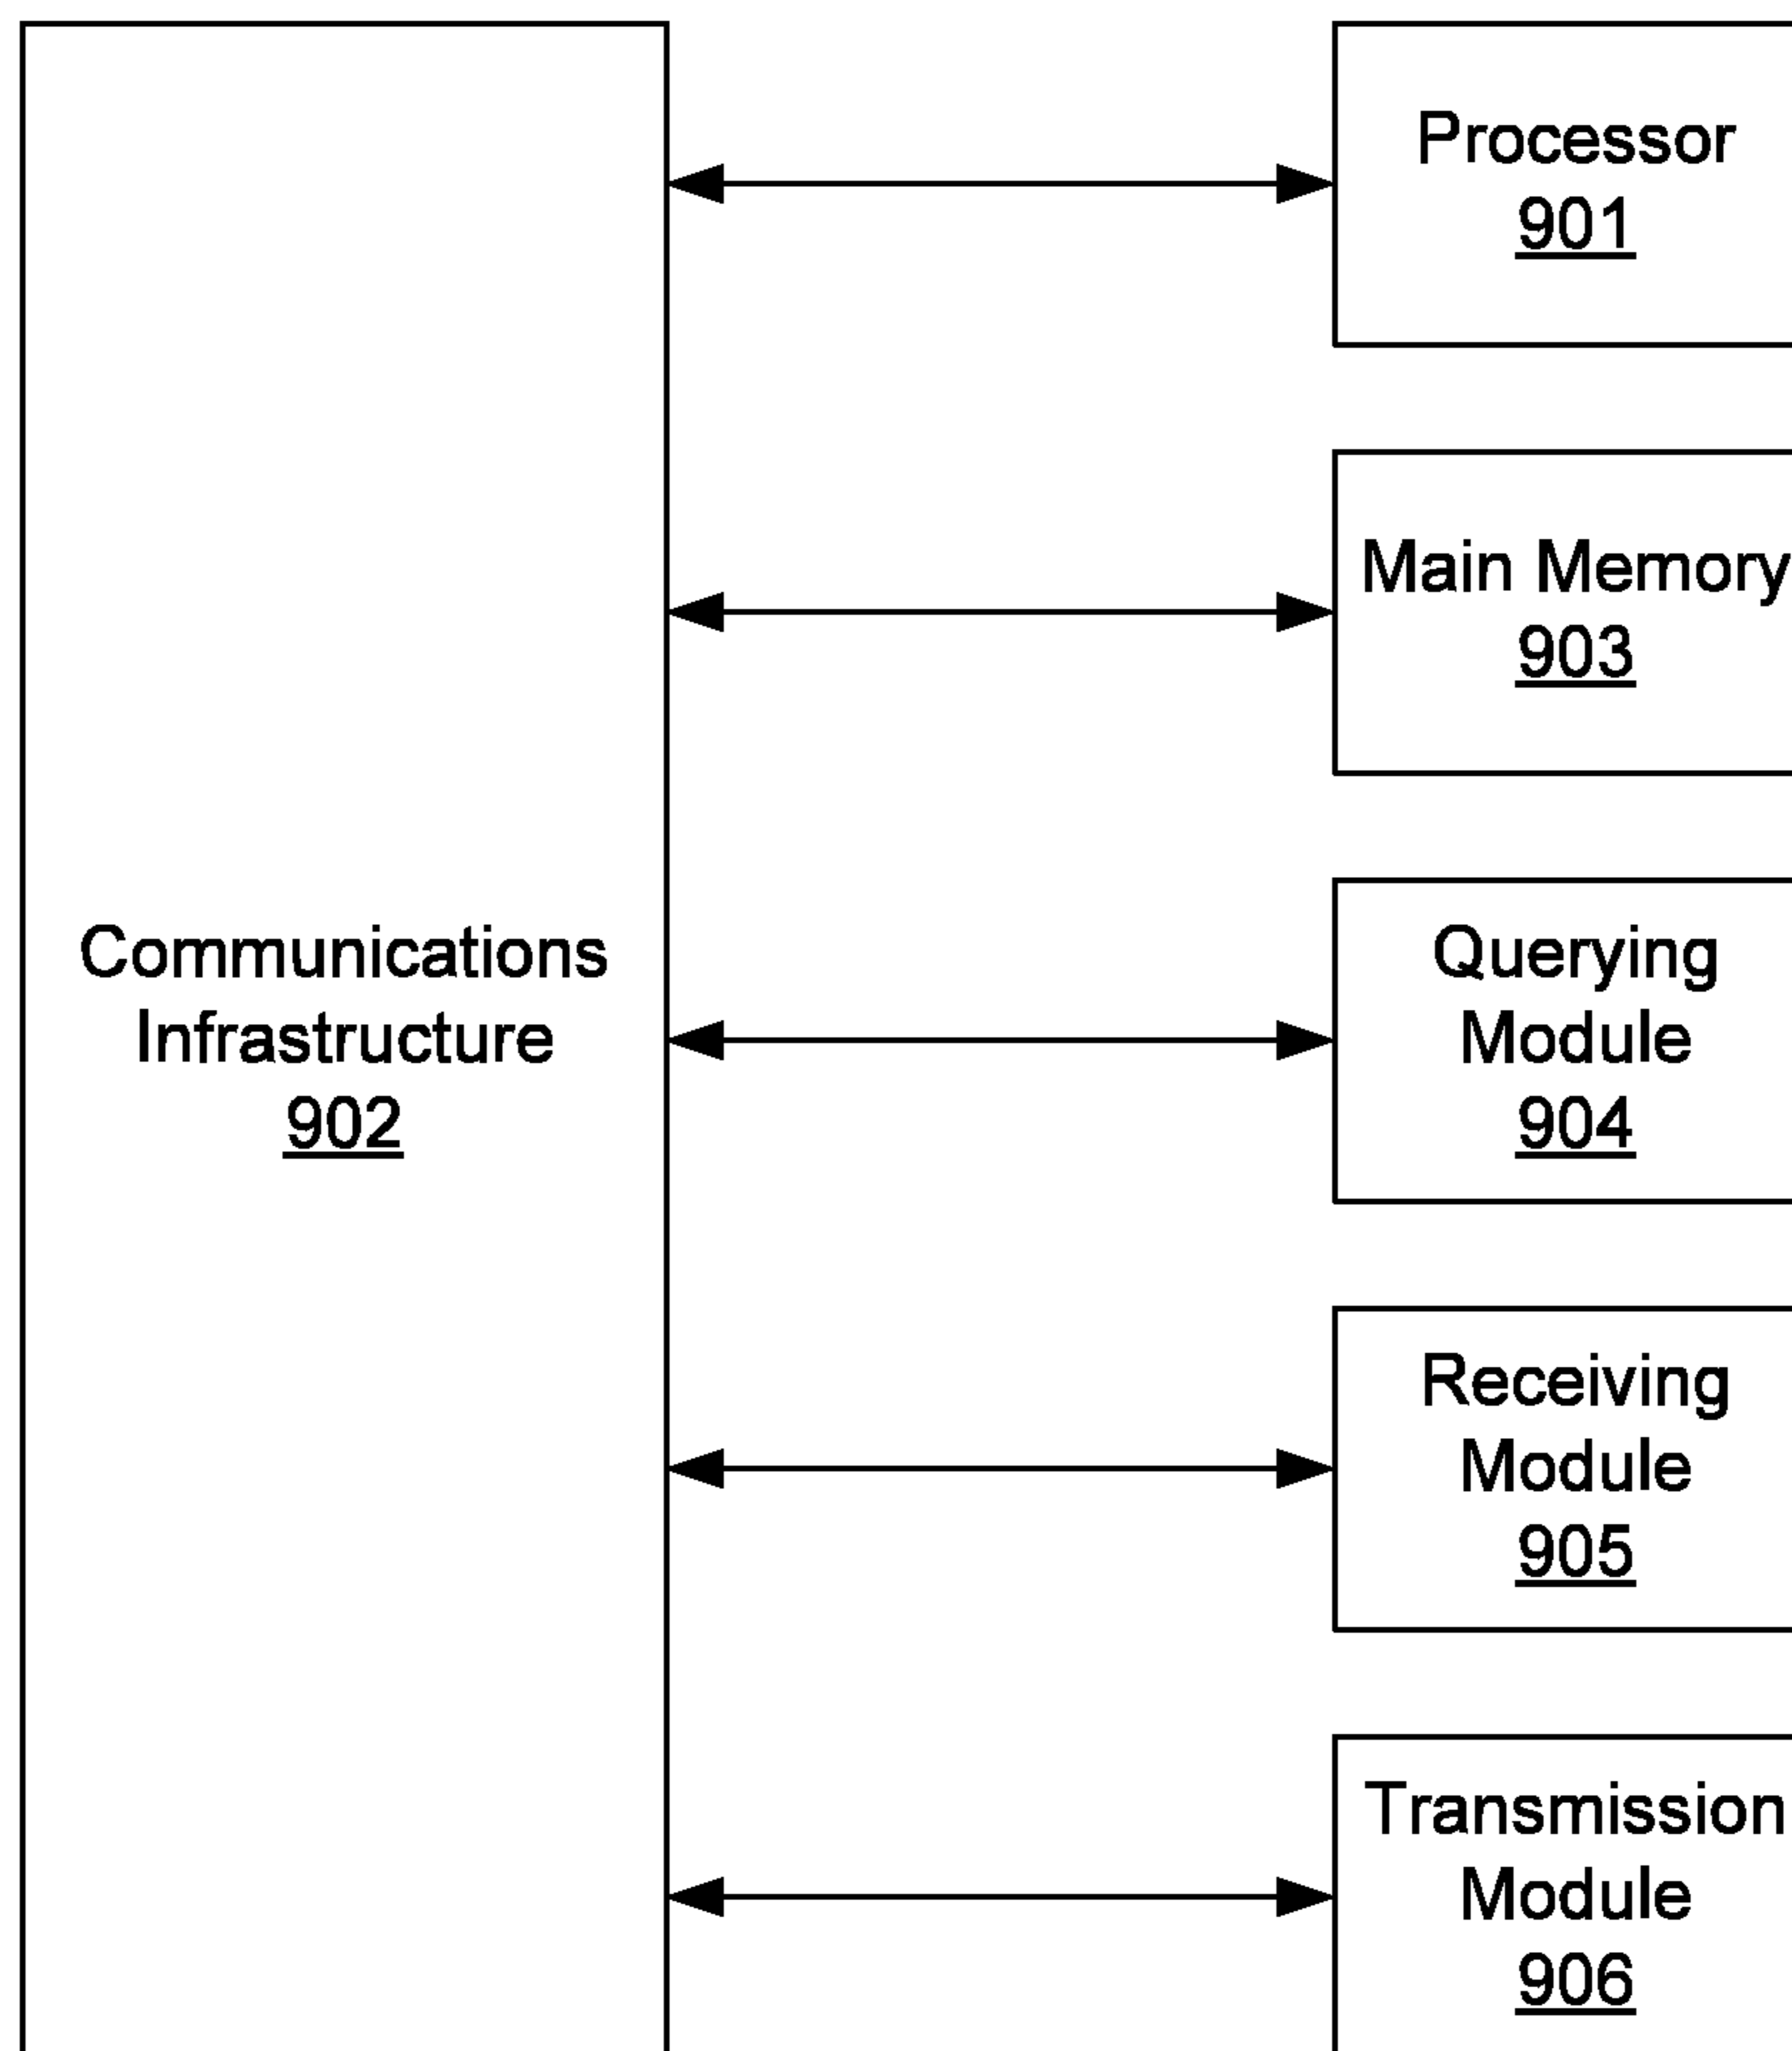 Processor
901
Main Memory
903
Communications
Infrastructure
902
Querying
Module
904
Receiving
Module
905
Transmission
Module
906